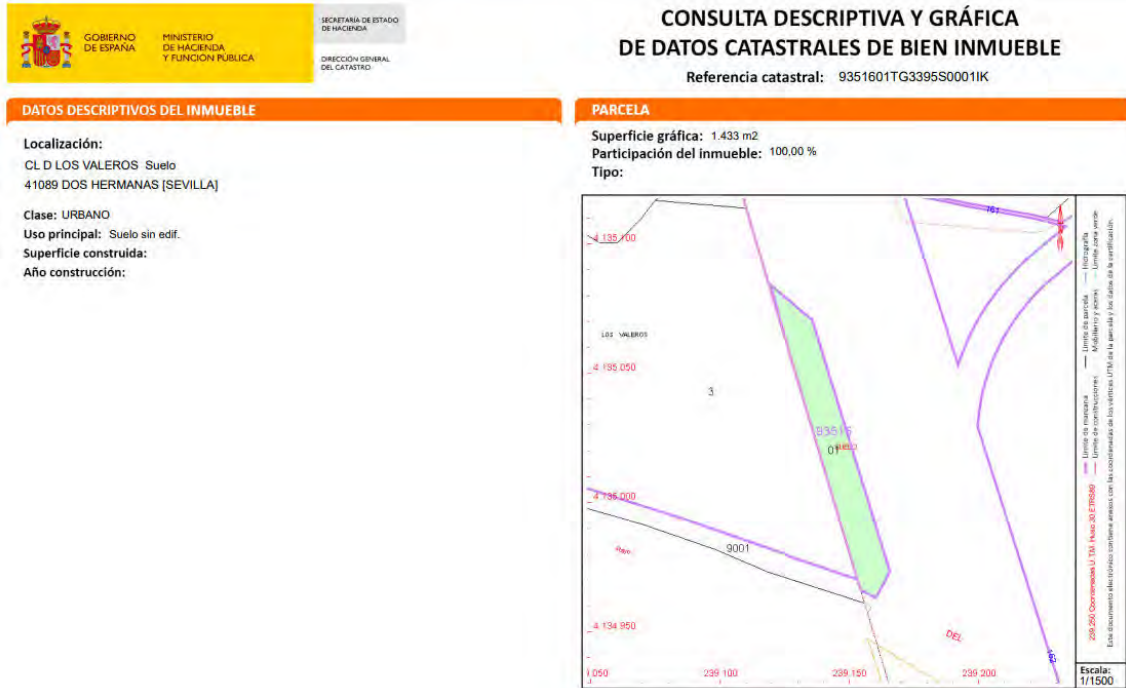 GOBIERNO
DE ESPAÑA
MINISTERIO
DE HACIENDA
Y FUNCIÓN PÚBLICA
SECRETARÍA DE ESTADO
DE HACIENDA
DIRECCIÓN GENERAL
DEL CATASTRO
CONSULTA DESCRIPTIVA Y GRÁFICA
DE DATOS CATASTRALES DE BIEN INMUEBLE
Referencia catastral: 9351601TG3395S0001IK
DATOS DESCRIPTIVOS DEL INMUEBLE
Localización:
CL D LOS VALEROS Suelo
41089 DOS HERMANAS [SEVILLA]
Clase: URBANO
Uso principal: Suelo sin edif.
Superficie construida:
Año construcción:
PARCELA
Superficie gráfica: 1.433 m2
Participación del inmueble: 100,00 %
Tipo:
161
4.135.100
LOS VALEROS
4.135.050
3
93516
01
4.135.000
9001
4.134.950
DEL
162
239.100
239.150
239.200
239.250 Coordenadas U.T.M. Huso 30 ETRS89
Límite de manzana
Límite de parcela
Límite de construcciones
Mobiliario y aceras
Hidrografía
Límite zona verde
Este documento electrónico contiene anexos con las coordenadas de los vértices UTM de la parcela y los datos de la certificación.
Escala:
1/1500